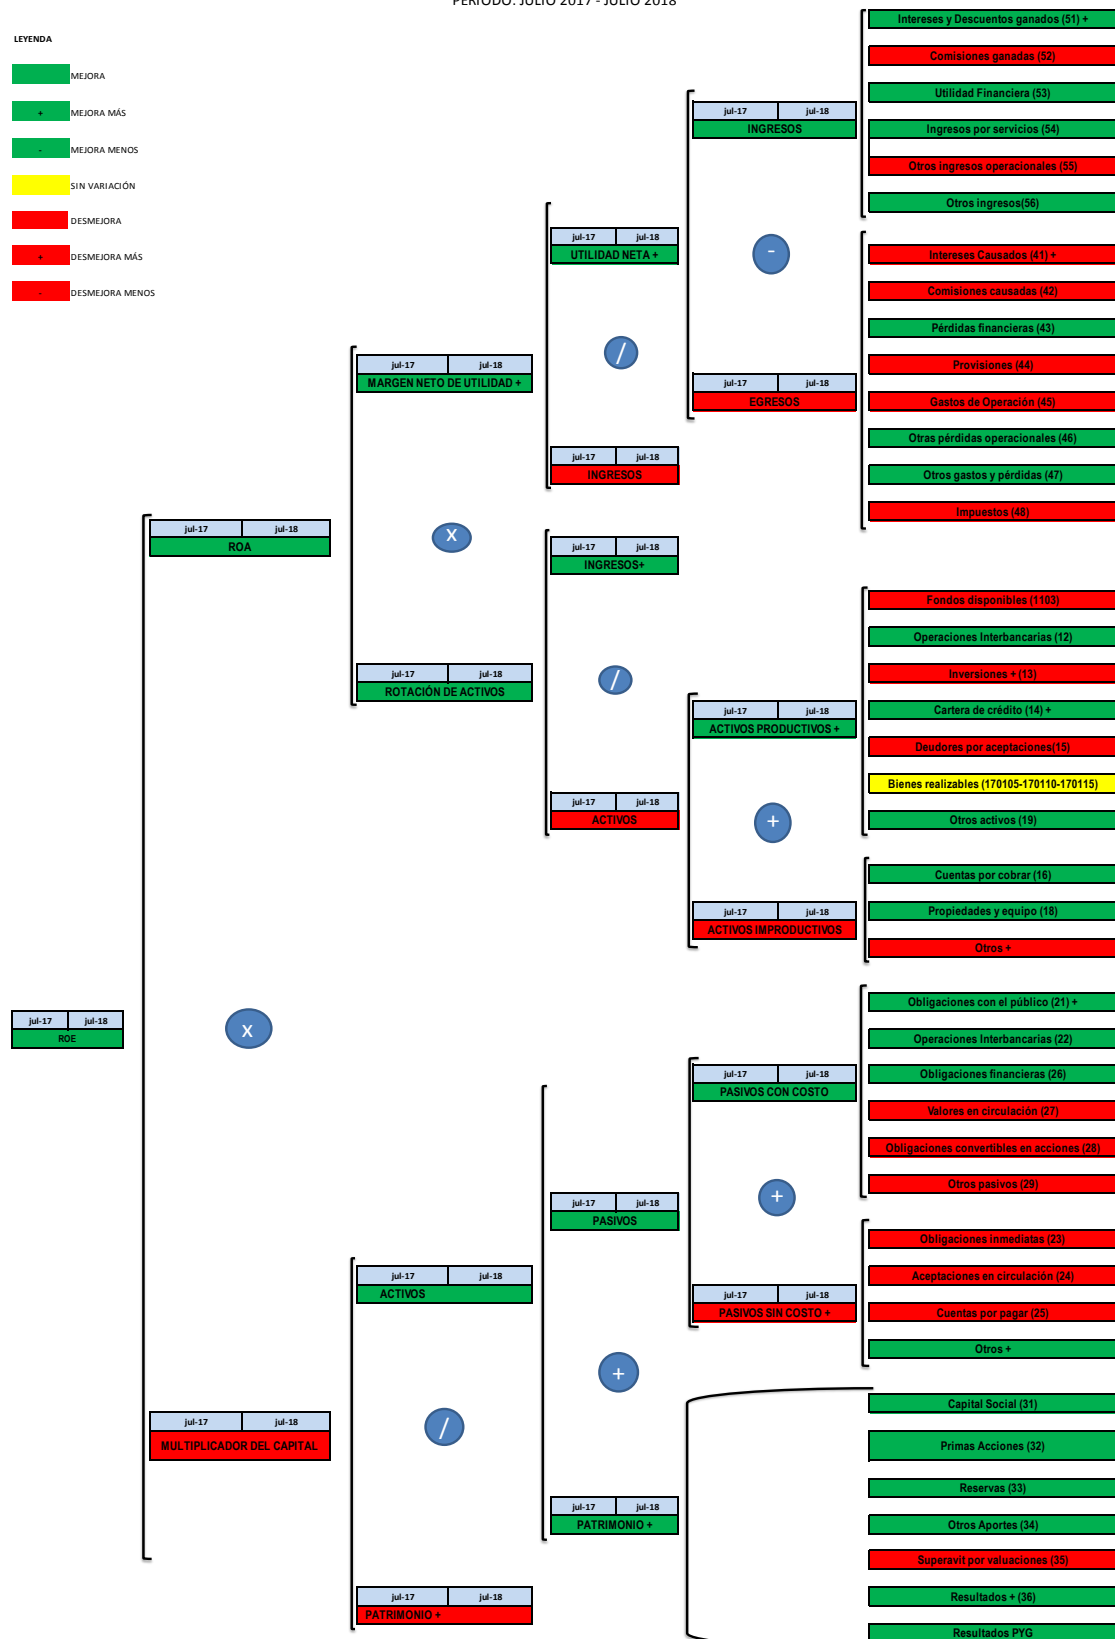 PERIODO: JULIO 2017 - JULIO 2018
LEYENDA
MEJORA
+ MEJORA MÁS
- MEJORA MENOS
SIN VARIACIÓN
DESMEJORA
+ DESMEJORA MÁS
- DESMEJORA MENOS
jul-17 jul-18
ROE
x
jul-17 jul-18
ROA
jul-17 jul-18
MULTIPLICADOR DEL CAPITAL
jul-17 jul-18
MARGEN NETO DE UTILIDAD +
x
jul-17 jul-18
ROTACIÓN DE ACTIVOS
jul-17 jul-18
ACTIVOS
/
jul-17 jul-18
PATRIMONIO +
jul-17 jul-18
UTILIDAD NETA +
/
jul-17 jul-18
INGRESOS
jul-17 jul-18
INGRESOS+
/
jul-17 jul-18
ACTIVOS
jul-17 jul-18
PASIVOS
+
jul-17 jul-18
PATRIMONIO +
jul-17 jul-18
INGRESOS
-
jul-17 jul-18
EGRESOS
jul-17 jul-18
ACTIVOS PRODUCTIVOS +
+
jul-17 jul-18
ACTIVOS IMPRODUCTIVOS
jul-17 jul-18
PASIVOS CON COSTO
+
jul-17 jul-18
PASIVOS SIN COSTO +
Intereses y Descuentos ganados (51) +
Comisiones ganadas (52)
Utilidad Financiera (53)
Ingresos por servicios (54)
Otros ingresos operacionales (55)
Otros ingresos(56)
Intereses Causados (41) +
Comisiones causadas (42)
Pérdidas financieras (43)
Provisiones (44)
Gastos de Operación (45)
Otras pérdidas operacionales (46)
Otros gastos y pérdidas (47)
Impuestos (48)
Fondos disponibles (1103)
Operaciones Interbancarias (12)
Inversiones + (13)
Cartera de crédito (14) +
Deudores por aceptaciones(15)
Bienes realizables (170105-170110-170115)
Otros activos (19)
Cuentas por cobrar (16)
Propiedades y equipo (18)
Otros +
Obligaciones con el público (21) +
Operaciones Interbancarias (22)
Obligaciones financieras (26)
Valores en circulación (27)
Obligaciones convertibles en acciones (28)
Otros pasivos (29)
Obligaciones inmediatas (23)
Aceptaciones en circulación (24)
Cuentas por pagar (25)
Otros +
Capital Social (31)
Primas Acciones (32)
Reservas (33)
Otros Aportes (34)
Superavit por valuaciones (35)
Resultados + (36)
Resultados PYG